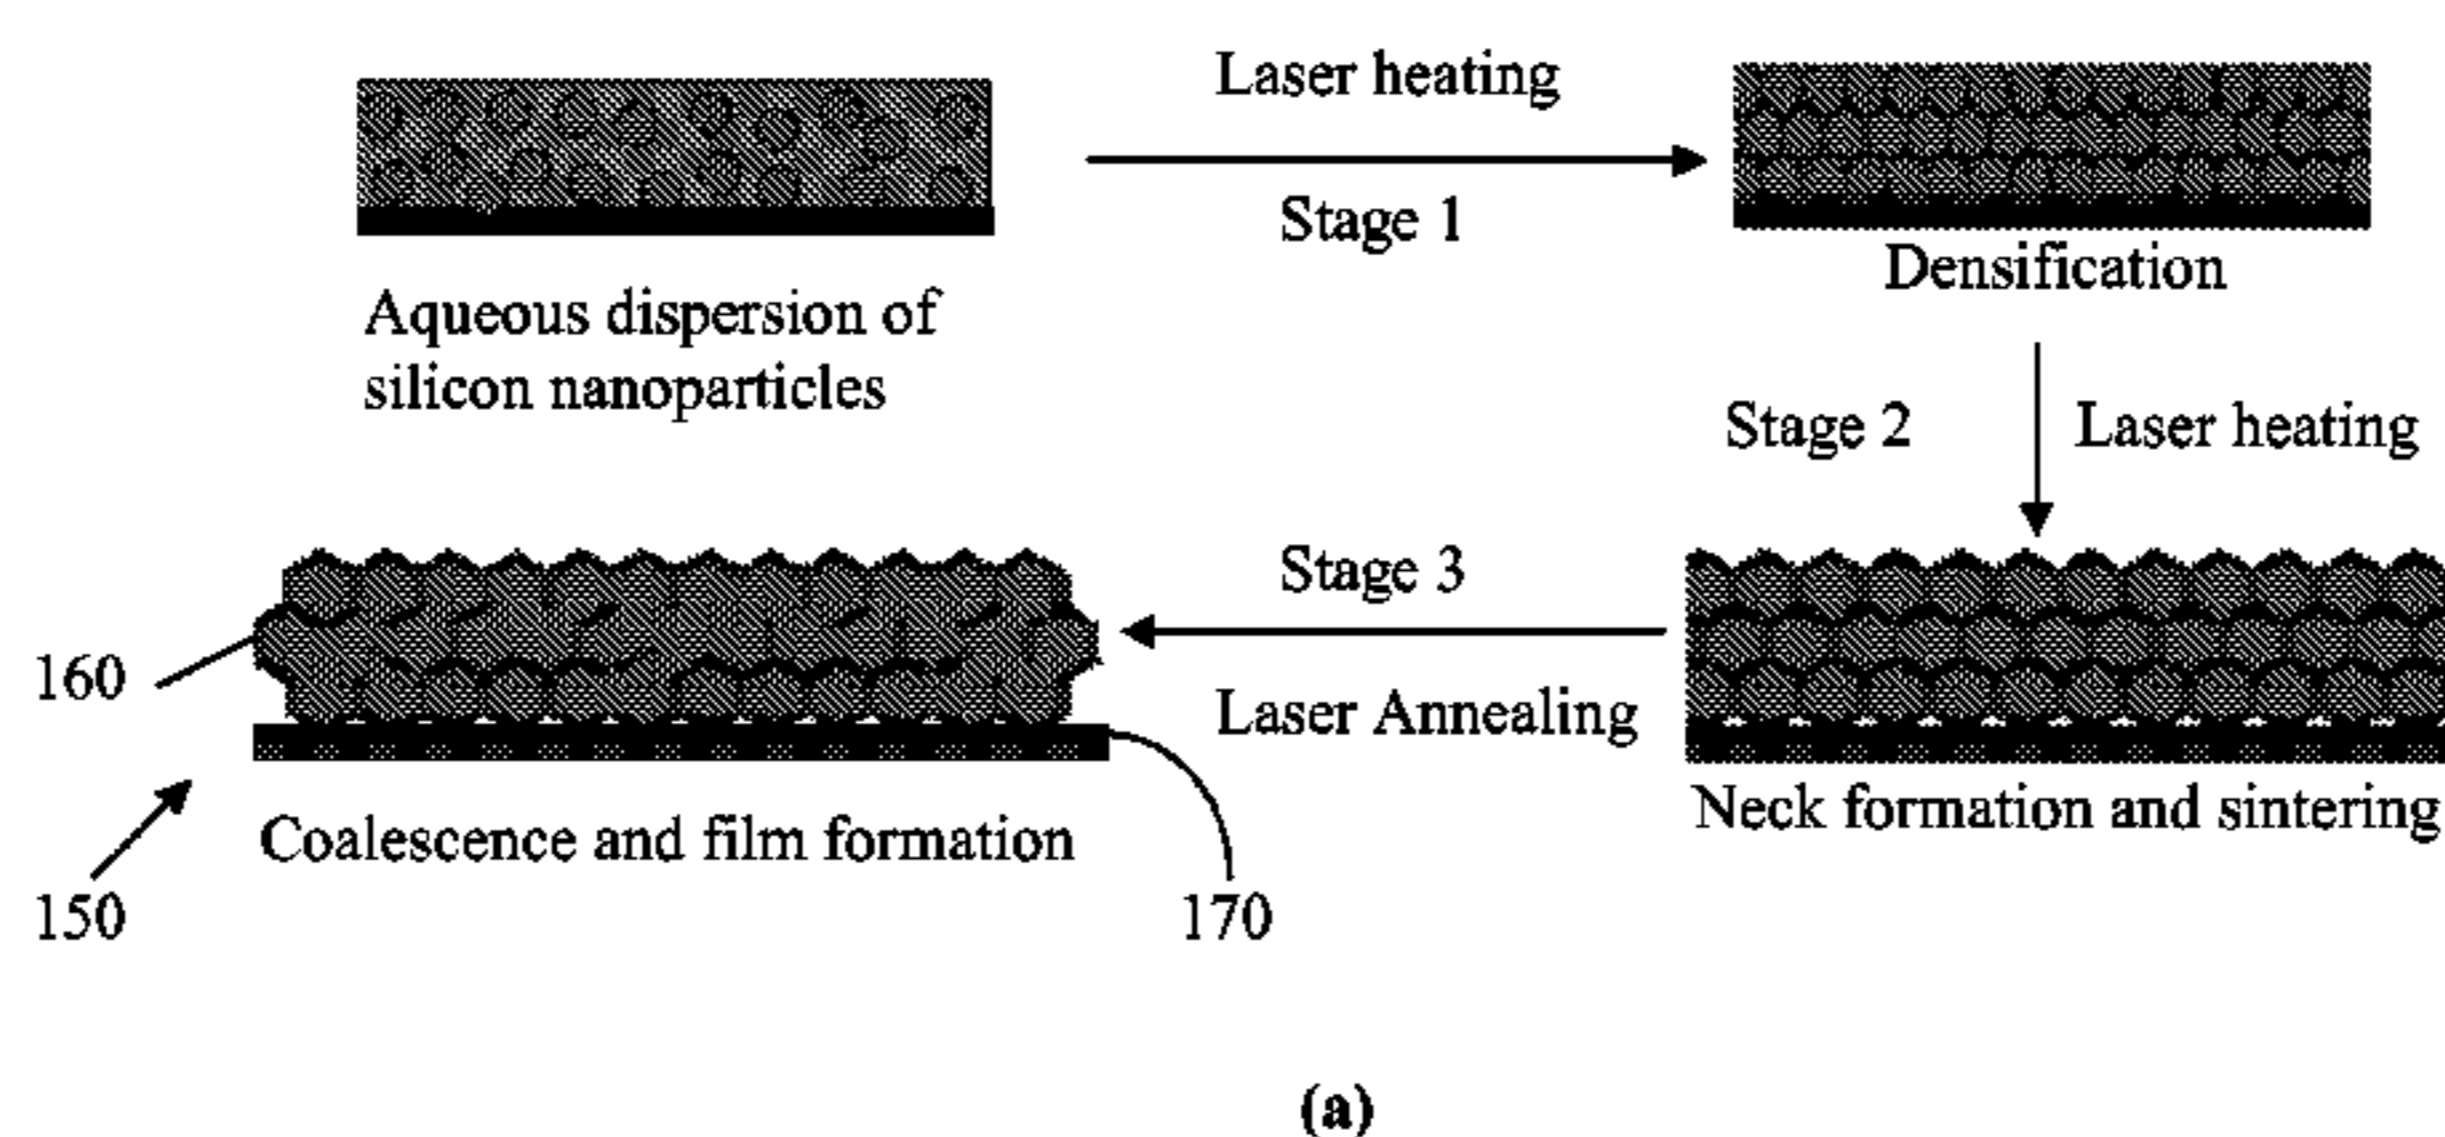 Laser heating
Stage 1
Aqueous dispersion of
silicon nanoparticles
Densification
Stage 2
Laser heating
Stage 3
Laser Annealing
Neck formation and sintering
160
Coalescence and film formation
150
170
(a)